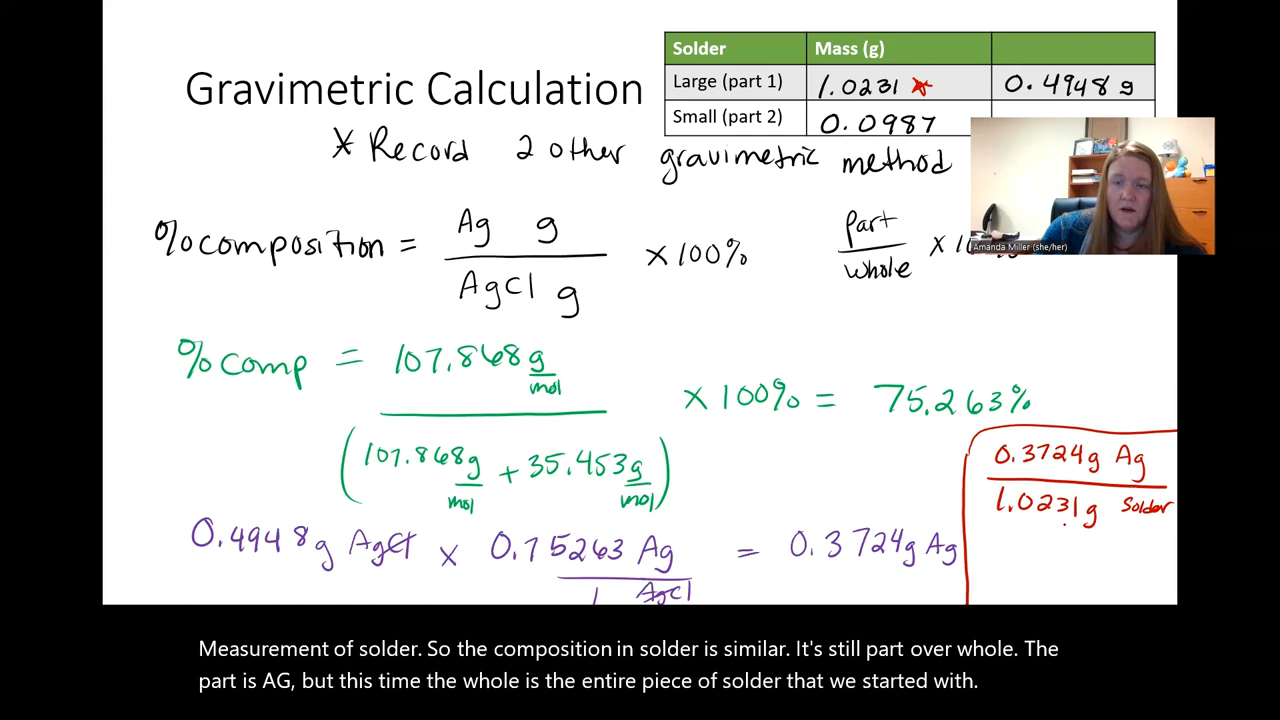 Gravimetric Calculation
Solder Mass (g)
Large (part 1) 1.0231 * 0.4948 g
Small (part 2) 0.0987
* Record 2 other gravimetric method
Amanda Miller (she/her)
%composition = Ag g / AgCl g × 100%
Part / whole × 10
%comp = 107.868 g/mol / (107.868 g/mol + 35.453 g/mol) × 100% = 75.263%
0.3724g Ag
1.0231g Solder
0.4948g AgCl × 0.75263 Ag / 1 AgCl = 0.3724g Ag
Measurement of solder. So the composition in solder is similar. It's still part over whole. The
part is AG, but this time the whole is the entire piece of solder that we started with.